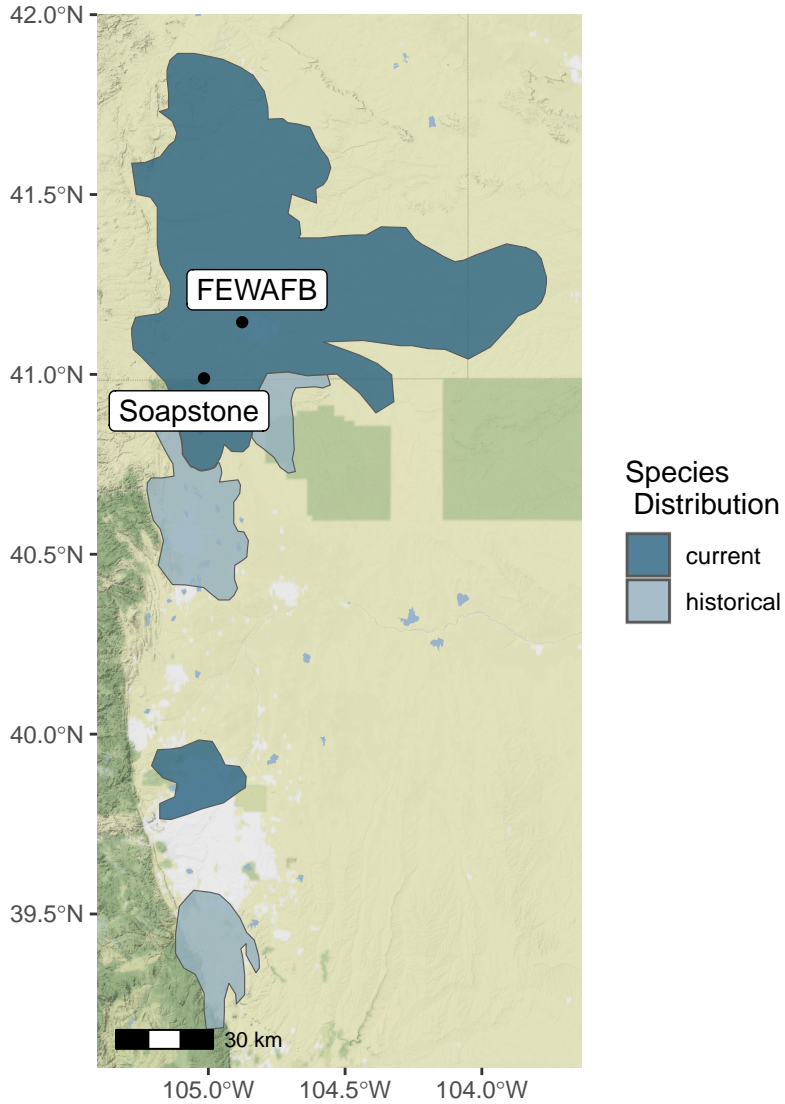 42.0°N
41.5°N
41.0°N
40.5°N
40.0°N
39.5°N
FEWAFB
Soapstone
30 km
105.0°W
104.5°W
104.0°W
Species
Distribution
current
historical